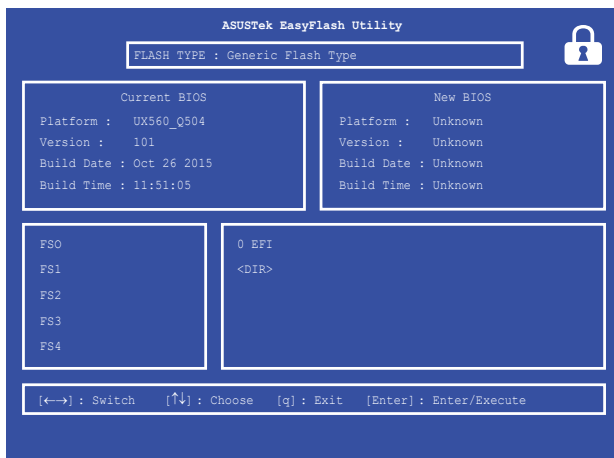 ASUSTek EasyFlash Utility
FLASH TYPE : Generic Flash Type
Current BIOS
Platform : UX560_Q504
Version : 101
Build Date : Oct 26 2015
Build Time : 11:51:05
New BIOS
Platform : Unknown
Version : Unknown
Build Date : Unknown
Build Time : Unknown
FSO
FS1
FS2
FS3
FS4
0 EFI
<DIR>
[←→] : Switch [↑↓] : Choose [q] : Exit [Enter] : Enter/Execute